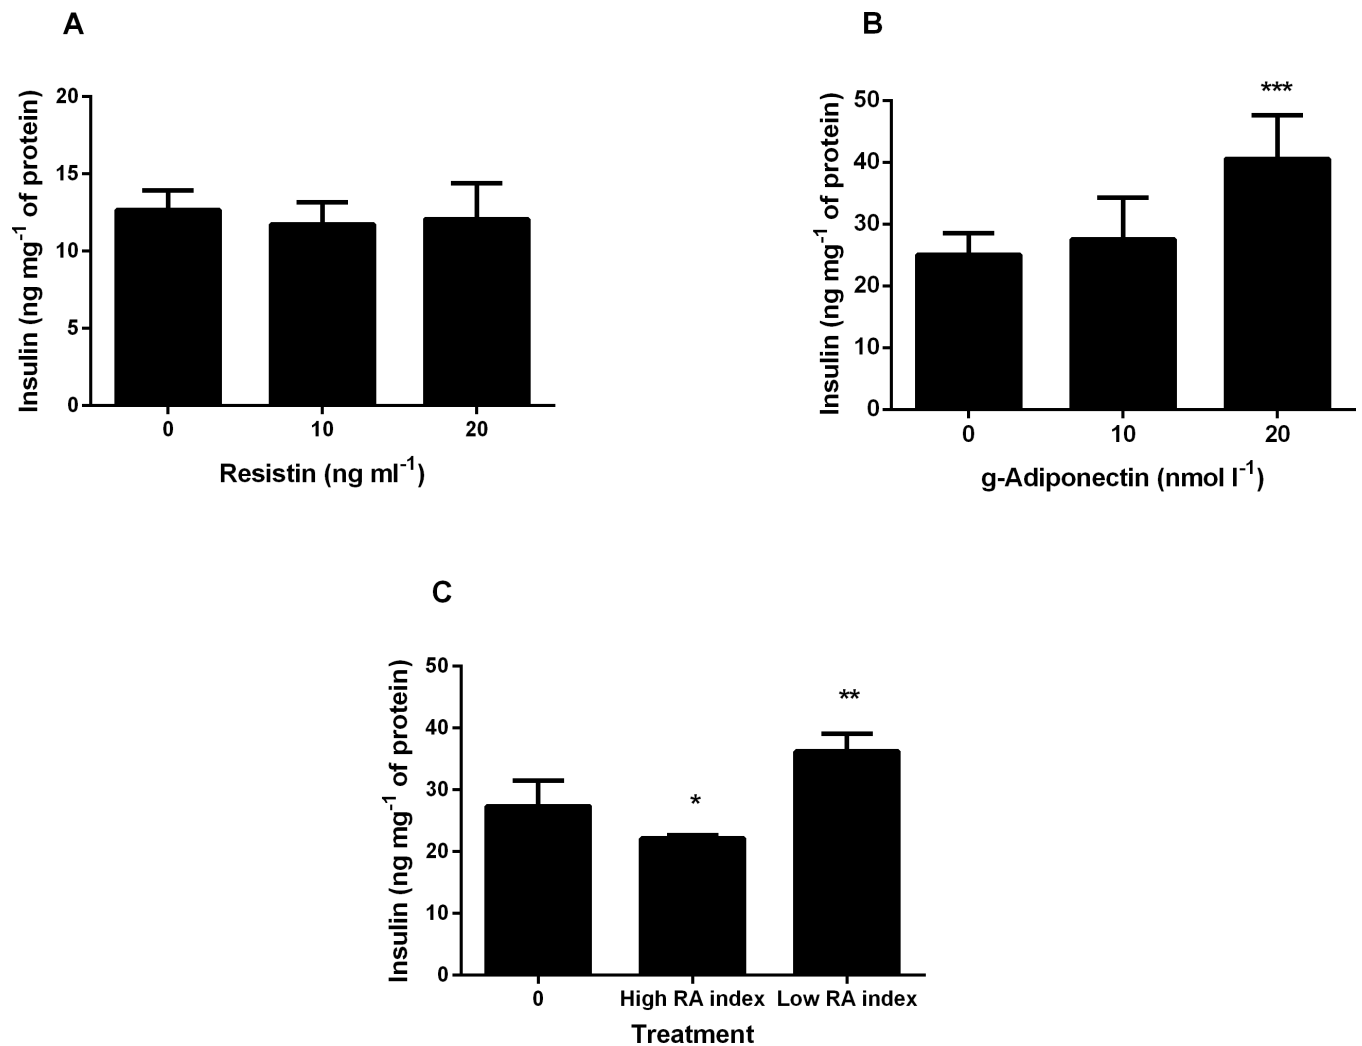 A
Insulin (ng mg⁻¹ of protein)
20
15
10
5
0
0 10 20
Resistin (ng ml⁻¹)
B
Insulin (ng mg⁻¹ of protein)
***
50
40
30
20
10
0
0 10 20
g-Adiponectin (nmol l⁻¹)
C
Insulin (ng mg⁻¹ of protein)
50
**
40
30
*
20
10
0
0 High RA index Low RA index
Treatment